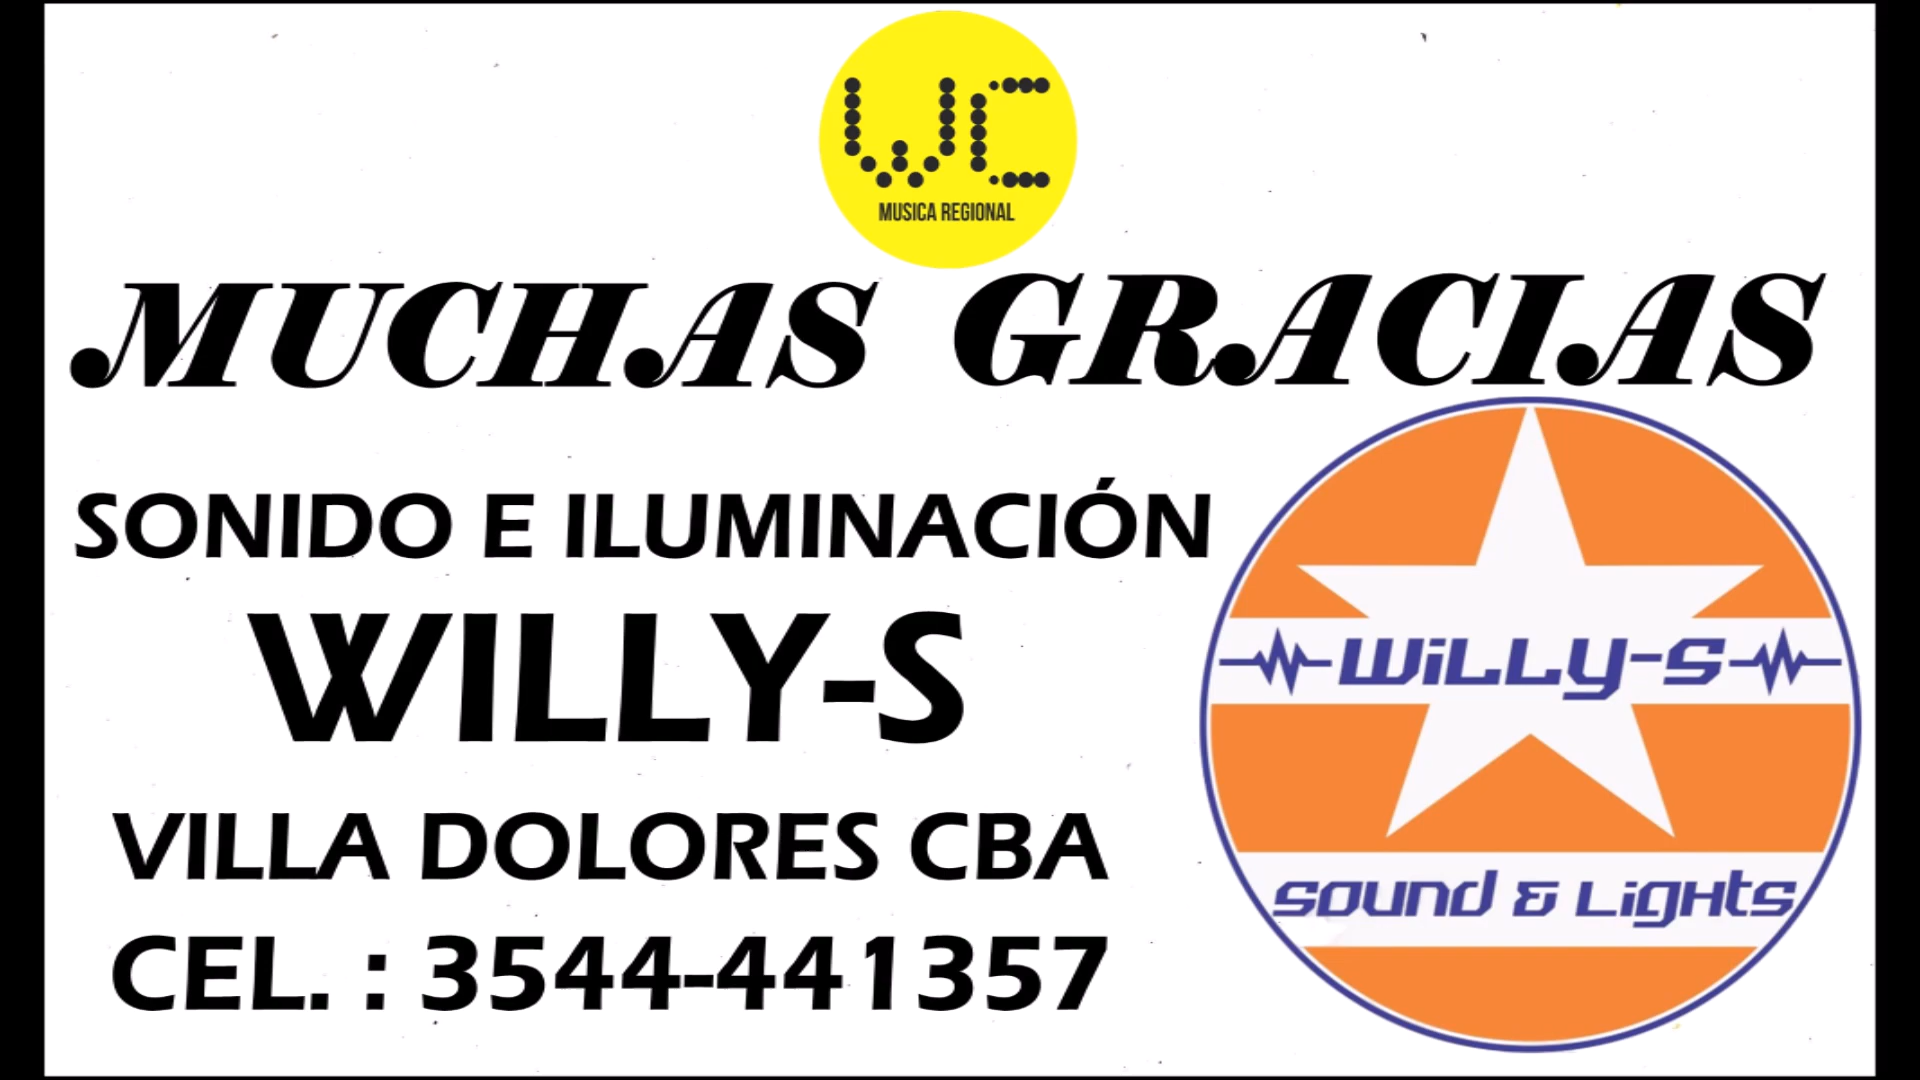 WC
MUSICA REGIONAL
MUCHAS GRACIAS
SONIDO E ILUMINACIÓN
WILLY-S
VILLA DOLORES CBA
CEL. : 3544-441357
WiLLY-S
SOUND & LiGHtS